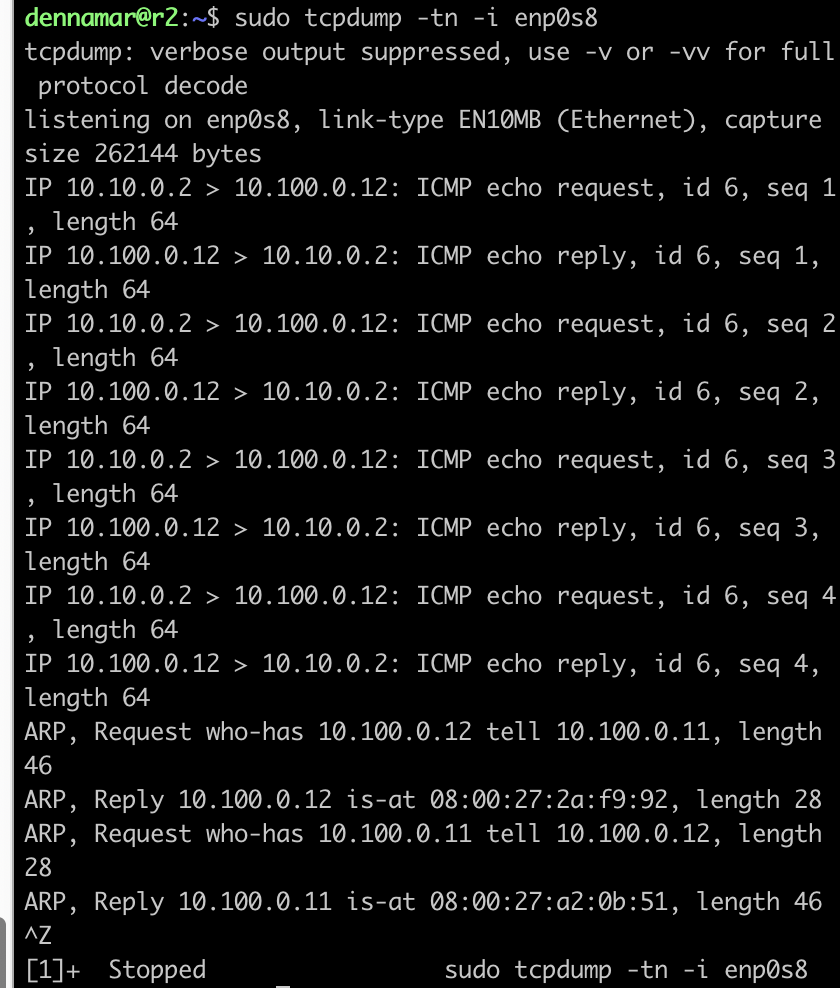 dennamar@r2:~$ sudo tcpdump -tn -i enp0s8
tcpdump: verbose output suppressed, use -v or -vv for full
 protocol decode
listening on enp0s8, link-type EN10MB (Ethernet), capture
size 262144 bytes
IP 10.10.0.2 > 10.100.0.12: ICMP echo request, id 6, seq 1
, length 64
IP 10.100.0.12 > 10.10.0.2: ICMP echo reply, id 6, seq 1,
length 64
IP 10.10.0.2 > 10.100.0.12: ICMP echo request, id 6, seq 2
, length 64
IP 10.100.0.12 > 10.10.0.2: ICMP echo reply, id 6, seq 2,
length 64
IP 10.10.0.2 > 10.100.0.12: ICMP echo request, id 6, seq 3
, length 64
IP 10.100.0.12 > 10.10.0.2: ICMP echo reply, id 6, seq 3,
length 64
IP 10.10.0.2 > 10.100.0.12: ICMP echo request, id 6, seq 4
, length 64
IP 10.100.0.12 > 10.10.0.2: ICMP echo reply, id 6, seq 4,
length 64
ARP, Request who-has 10.100.0.12 tell 10.100.0.11, length
46
ARP, Reply 10.100.0.12 is-at 08:00:27:2a:f9:92, length 28
ARP, Request who-has 10.100.0.11 tell 10.100.0.12, length
28
ARP, Reply 10.100.0.11 is-at 08:00:27:a2:0b:51, length 46
^Z
[1]+  Stopped                 sudo tcpdump -tn -i enp0s8